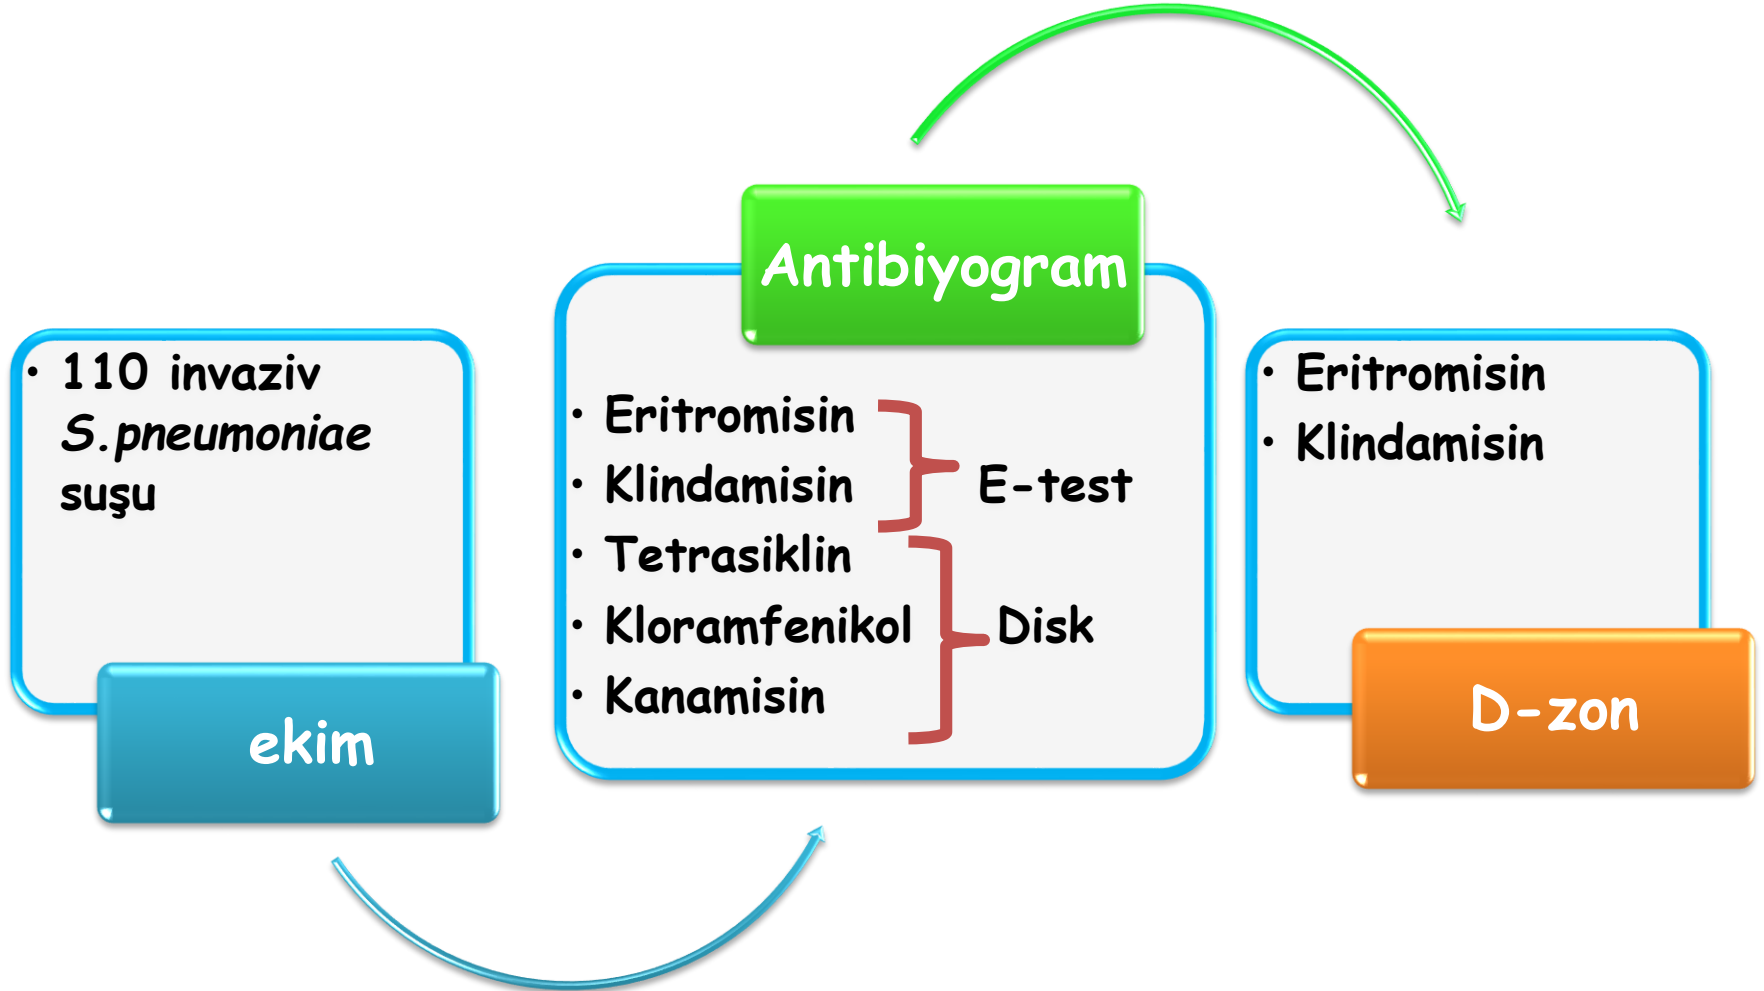 • 110 invaziv
S.pneumoniae
suşu
ekim
Antibiyogram
• Eritromisin
• Klindamisin
E-test
• Tetrasiklin
• Kloramfenikol
Disk
• Kanamisin
• Eritromisin
• Klindamisin
D-zon